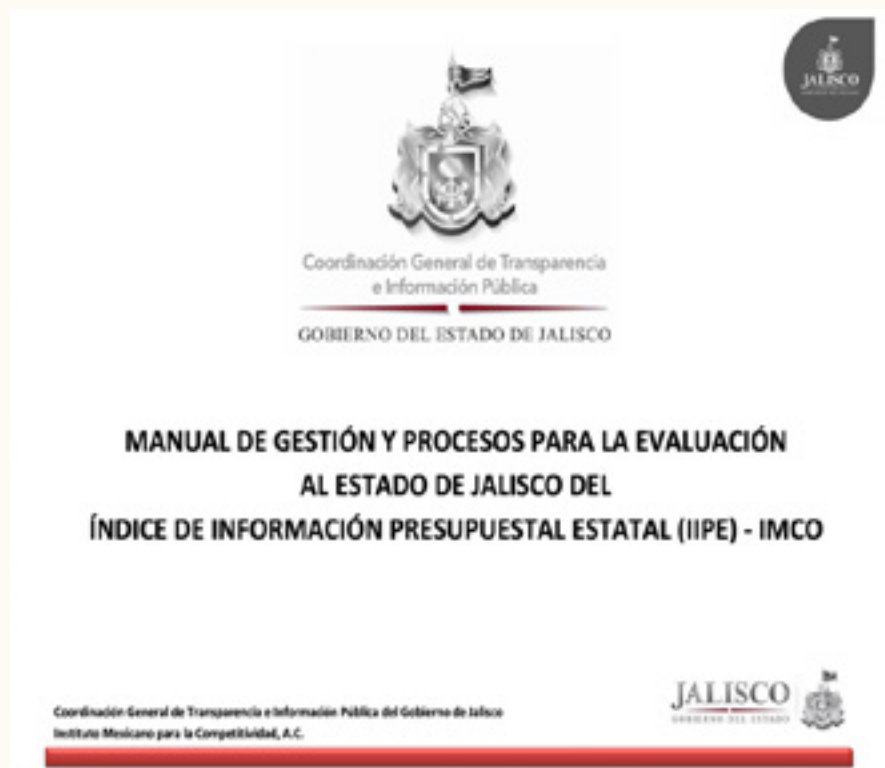 JALISCO
Coordinación General de Transparencia
e Información Pública
GOBIERNO DEL ESTADO DE JALISCO
MANUAL DE GESTIÓN Y PROCESOS PARA LA EVALUACIÓN
AL ESTADO DE JALISCO DEL
ÍNDICE DE INFORMACIÓN PRESUPUESTAL ESTATAL (IIPE) - IMCO
JALISCO
GOBIERNO DEL ESTADO
Coordinación General de Transparencia e Información Pública del Gobierno de Jalisco
Instituto Mexicano para la Competitividad, A.C.